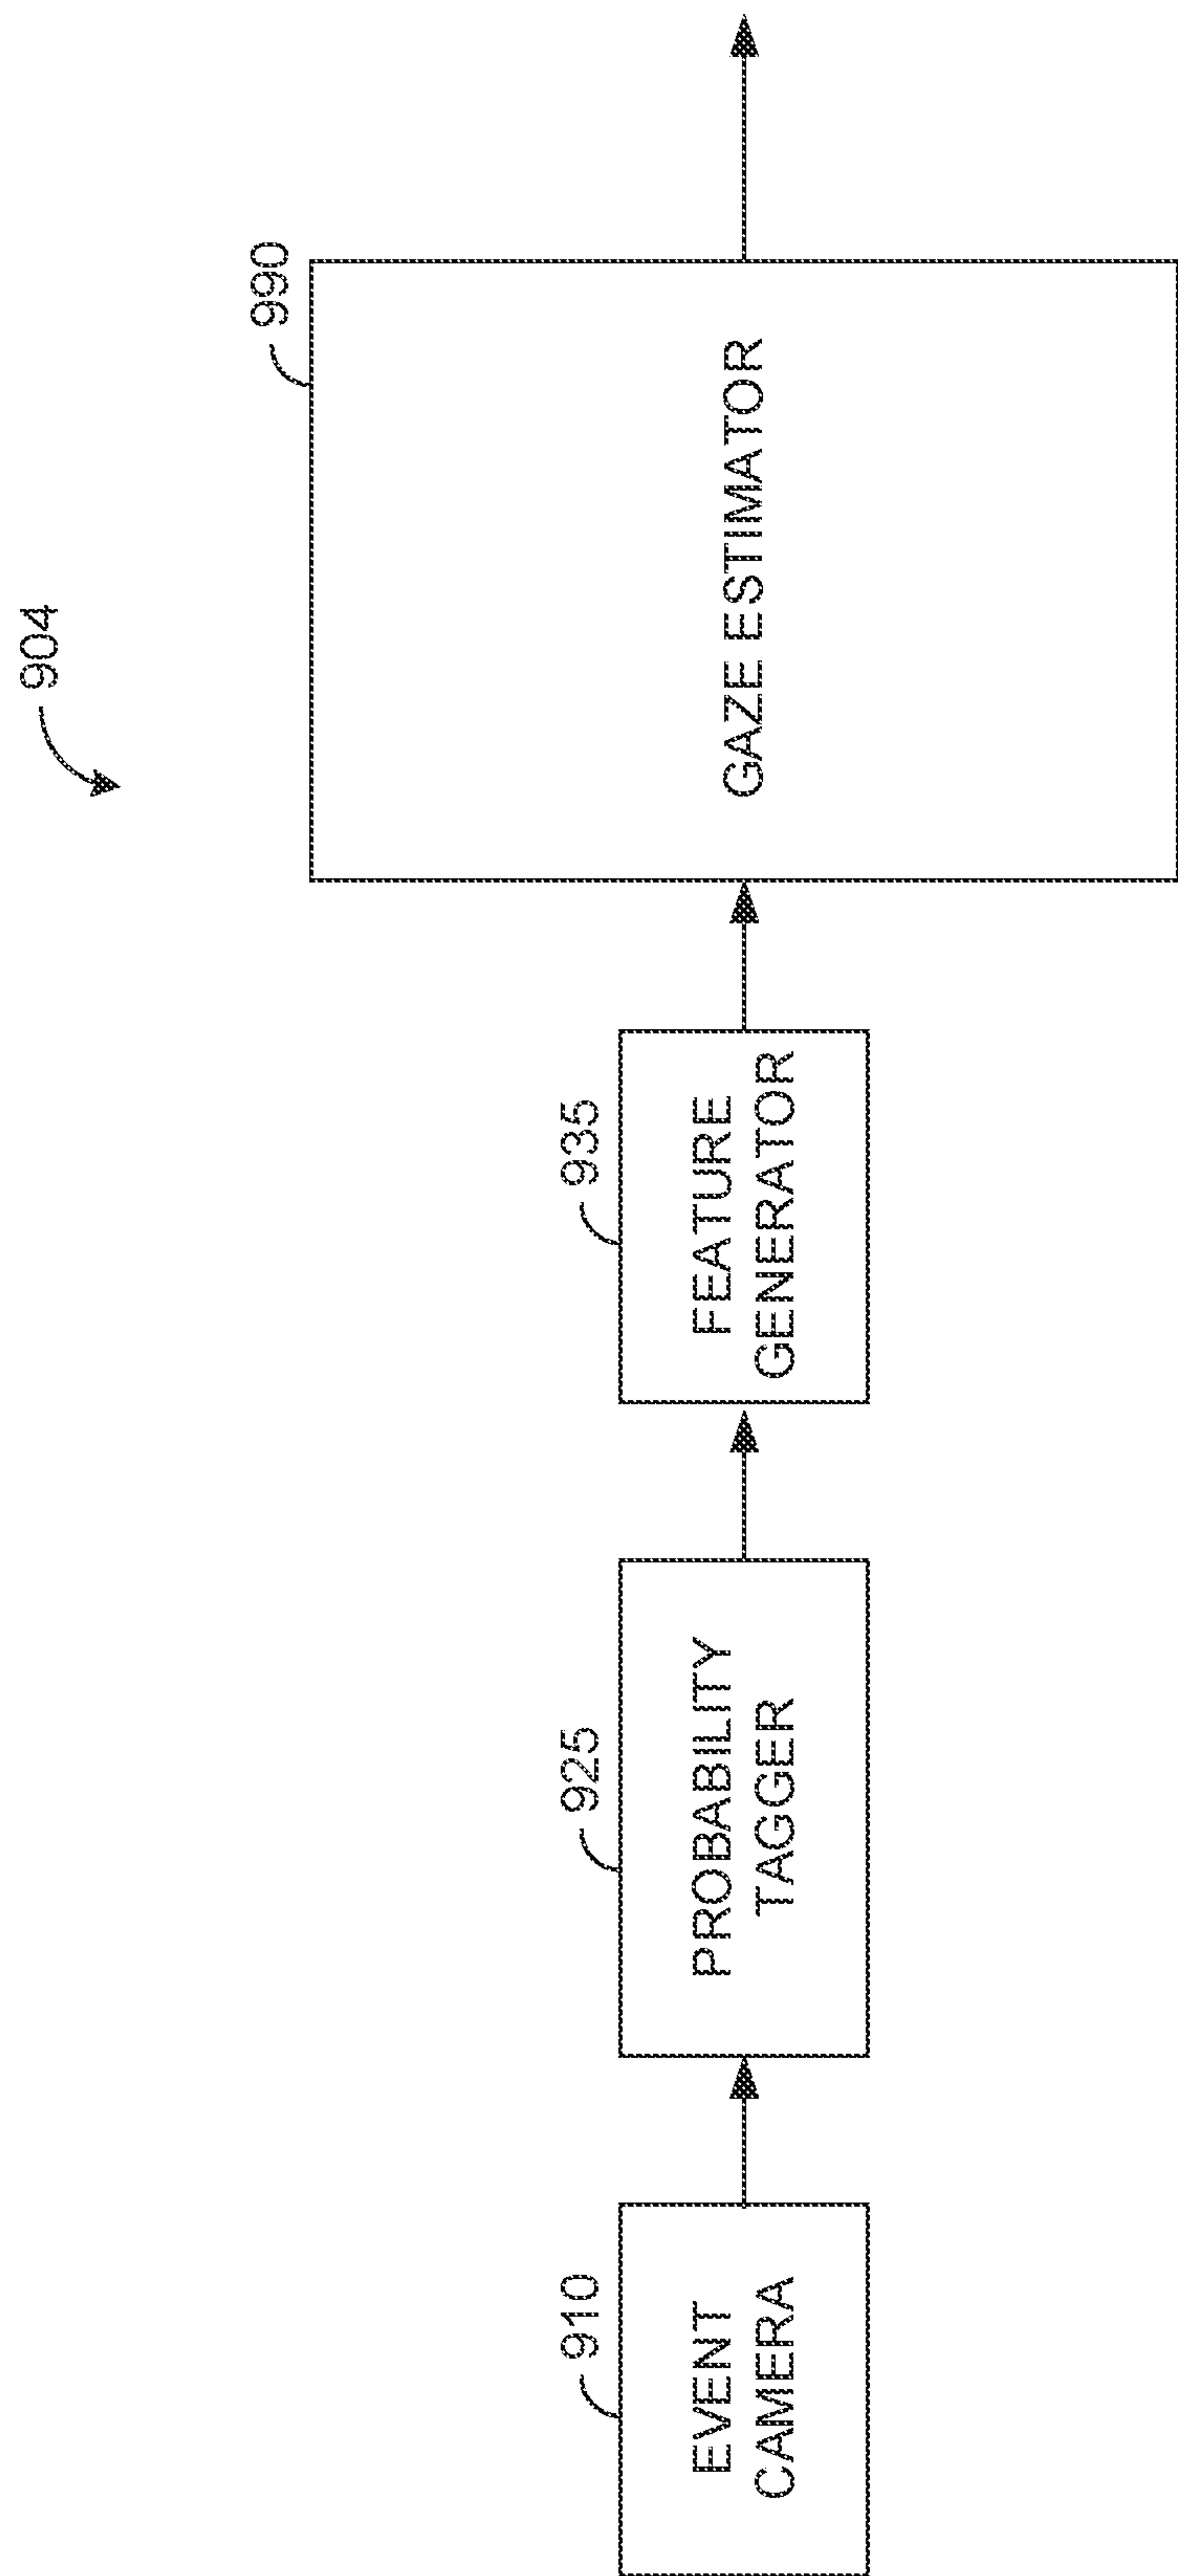 904
910
EVENT
CAMERA
925
PROBABILITY
TAGGER
935
FEATURE
GENERATOR
990
GAZE ESTIMATOR